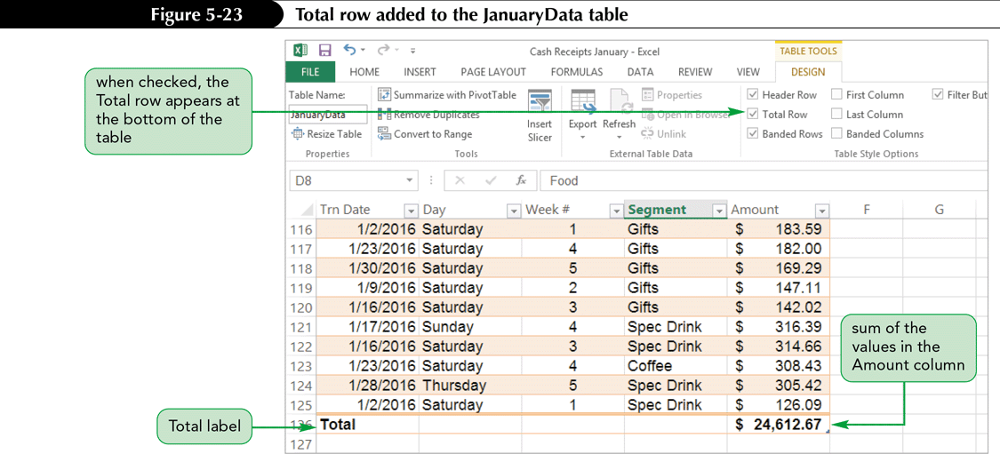 Figure 5-23 Total row added to the JanuaryData table
Cash Receipts January - Excel
TABLE TOOLS
FILE HOME INSERT PAGE LAYOUT FORMULAS DATA REVIEW VIEW DESIGN
when checked, the
Total row appears at
the bottom of the
table
Table Name:
JanuaryData
Resize Table
Properties
Summarize with PivotTable
Remove Duplicates
Convert to Range
Tools
Insert
Slicer
Export
Refresh
Properties
Open in Browser
Unlink
External Table Data
Header Row First Column Filter But
Total Row Last Column
Banded Rows Banded Columns
Table Style Options
D8 fx Food
Trn Date Day Week # Segment Amount F G
116 1/2/2016 Saturday 1 Gifts $ 183.59
117 1/23/2016 Saturday 4 Gifts $ 182.00
118 1/30/2016 Saturday 5 Gifts $ 169.29
119 1/9/2016 Saturday 2 Gifts $ 147.11
120 1/16/2016 Saturday 3 Gifts $ 142.02
121 1/17/2016 Sunday 4 Spec Drink $ 316.39
122 1/16/2016 Saturday 3 Spec Drink $ 314.66
123 1/23/2016 Saturday 4 Coffee $ 308.43
124 1/28/2016 Thursday 5 Spec Drink $ 305.42
125 1/2/2016 Saturday 1 Spec Drink $ 126.09
126 Total $ 24,612.67
127
sum of the
values in the
Amount column
Total label